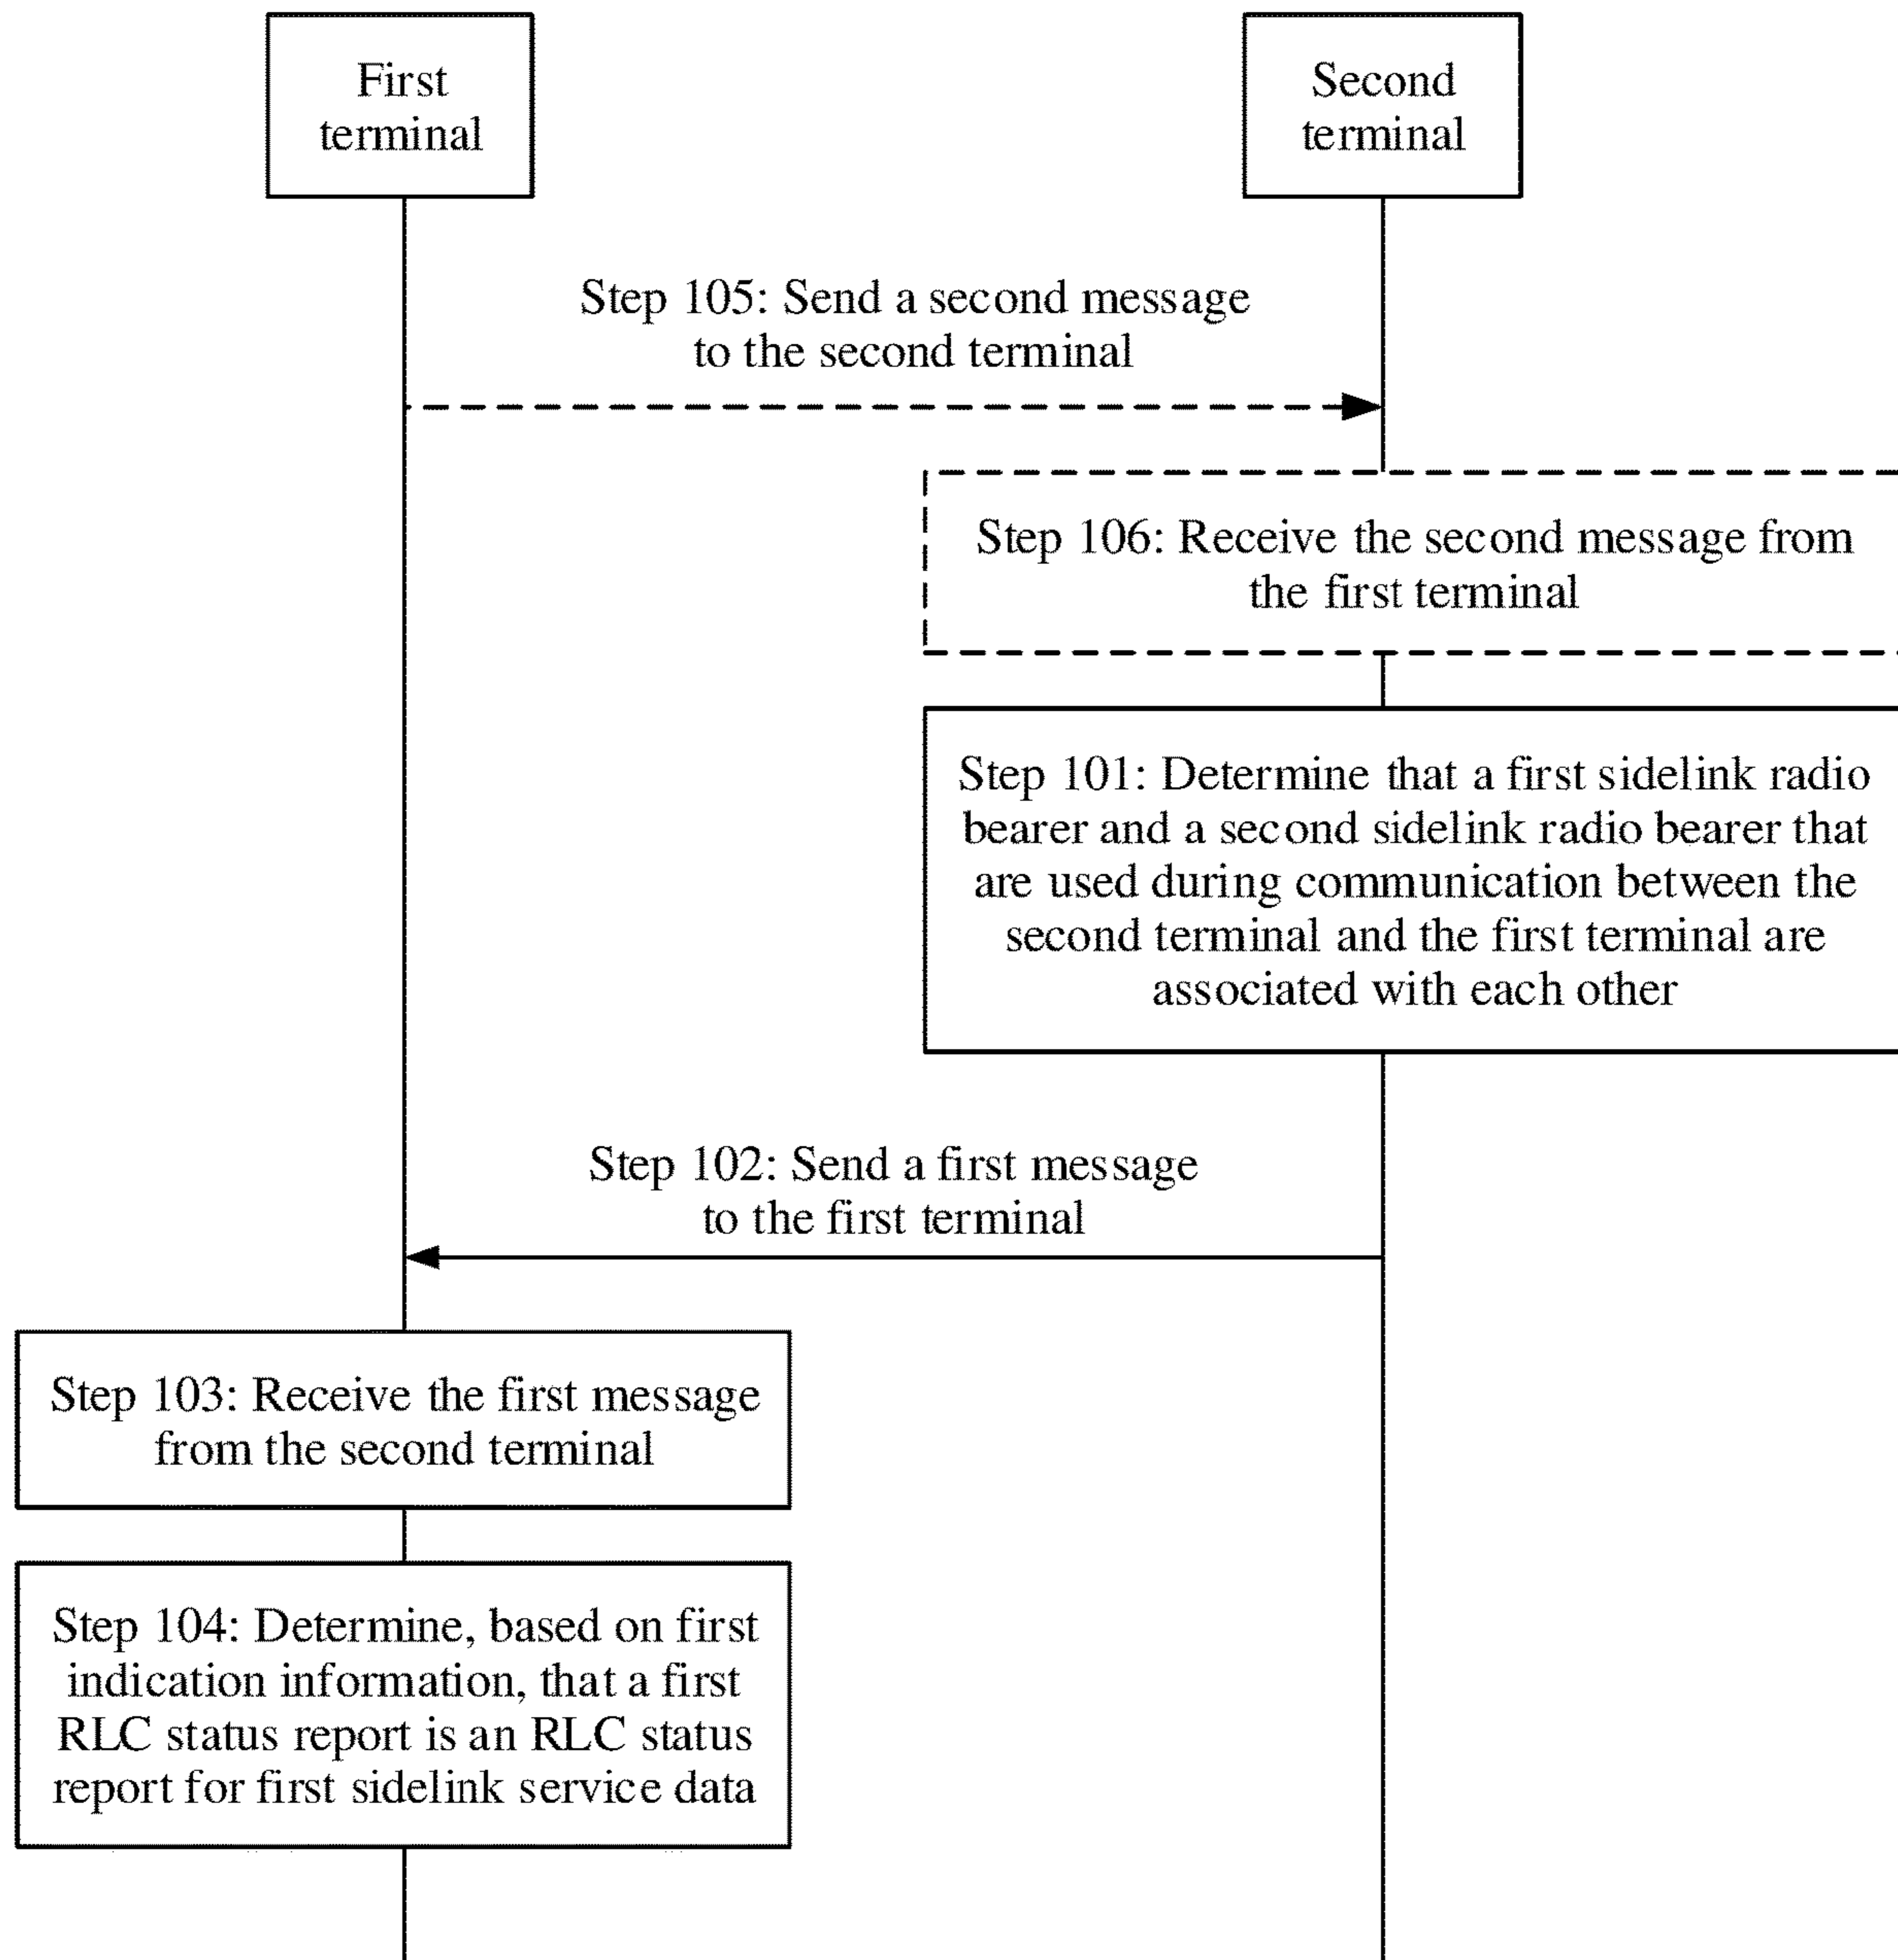 First
terminal
Second
terminal
Step 105: Send a second message
to the second terminal
Step 106: Receive the second message from
the first terminal
Step 101: Determine that a first sidelink radio
bearer and a second sidelink radio bearer that
are used during communication between the
second terminal and the first terminal are
associated with each other
Step 102: Send a first message
to the first terminal
Step 103: Receive the first message
from the second terminal
Step 104: Determine, based on first
indication information, that a first
RLC status report is an RLC status
report for first sidelink service data